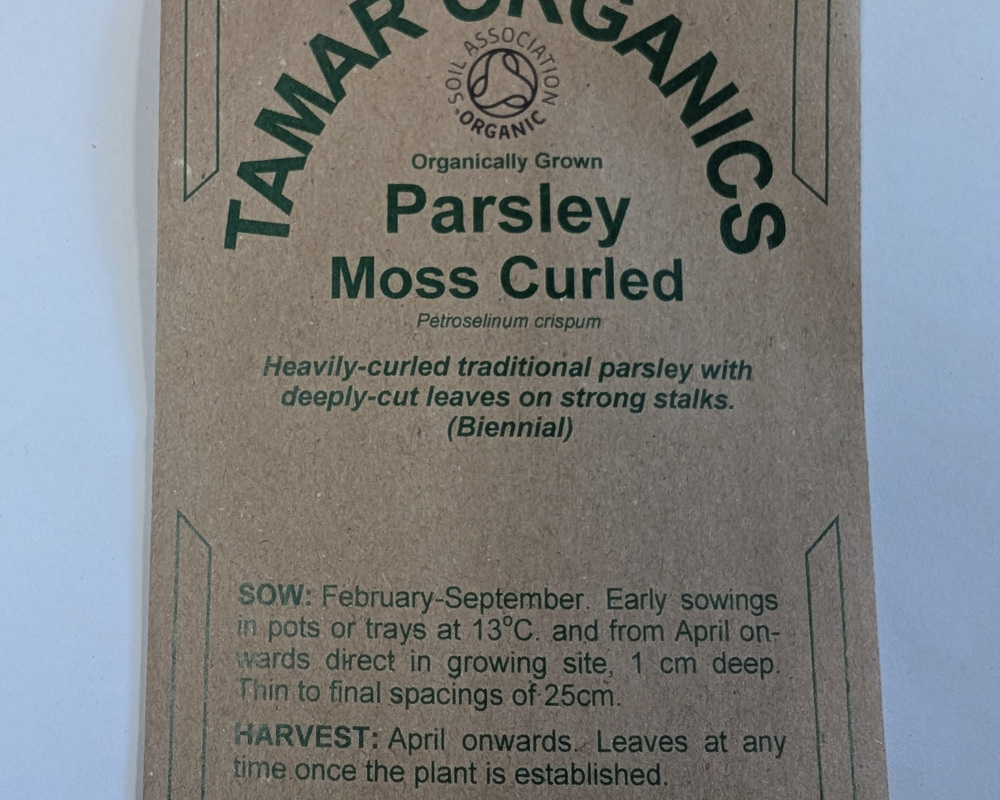 TAMAR ORGANICS
SOIL ASSOCIATION
ORGANIC
Organically Grown
Parsley
Moss Curled
Petroselinum crispum
Heavily-curled traditional parsley with
deeply-cut leaves on strong stalks.
(Biennial)
SOW: February-September. Early sowings
in pots or trays at 13°C. and from April on-
wards direct in growing site, 1 cm deep.
Thin to final spacings of 25cm.
HARVEST: April onwards. Leaves at any
time once the plant is established.